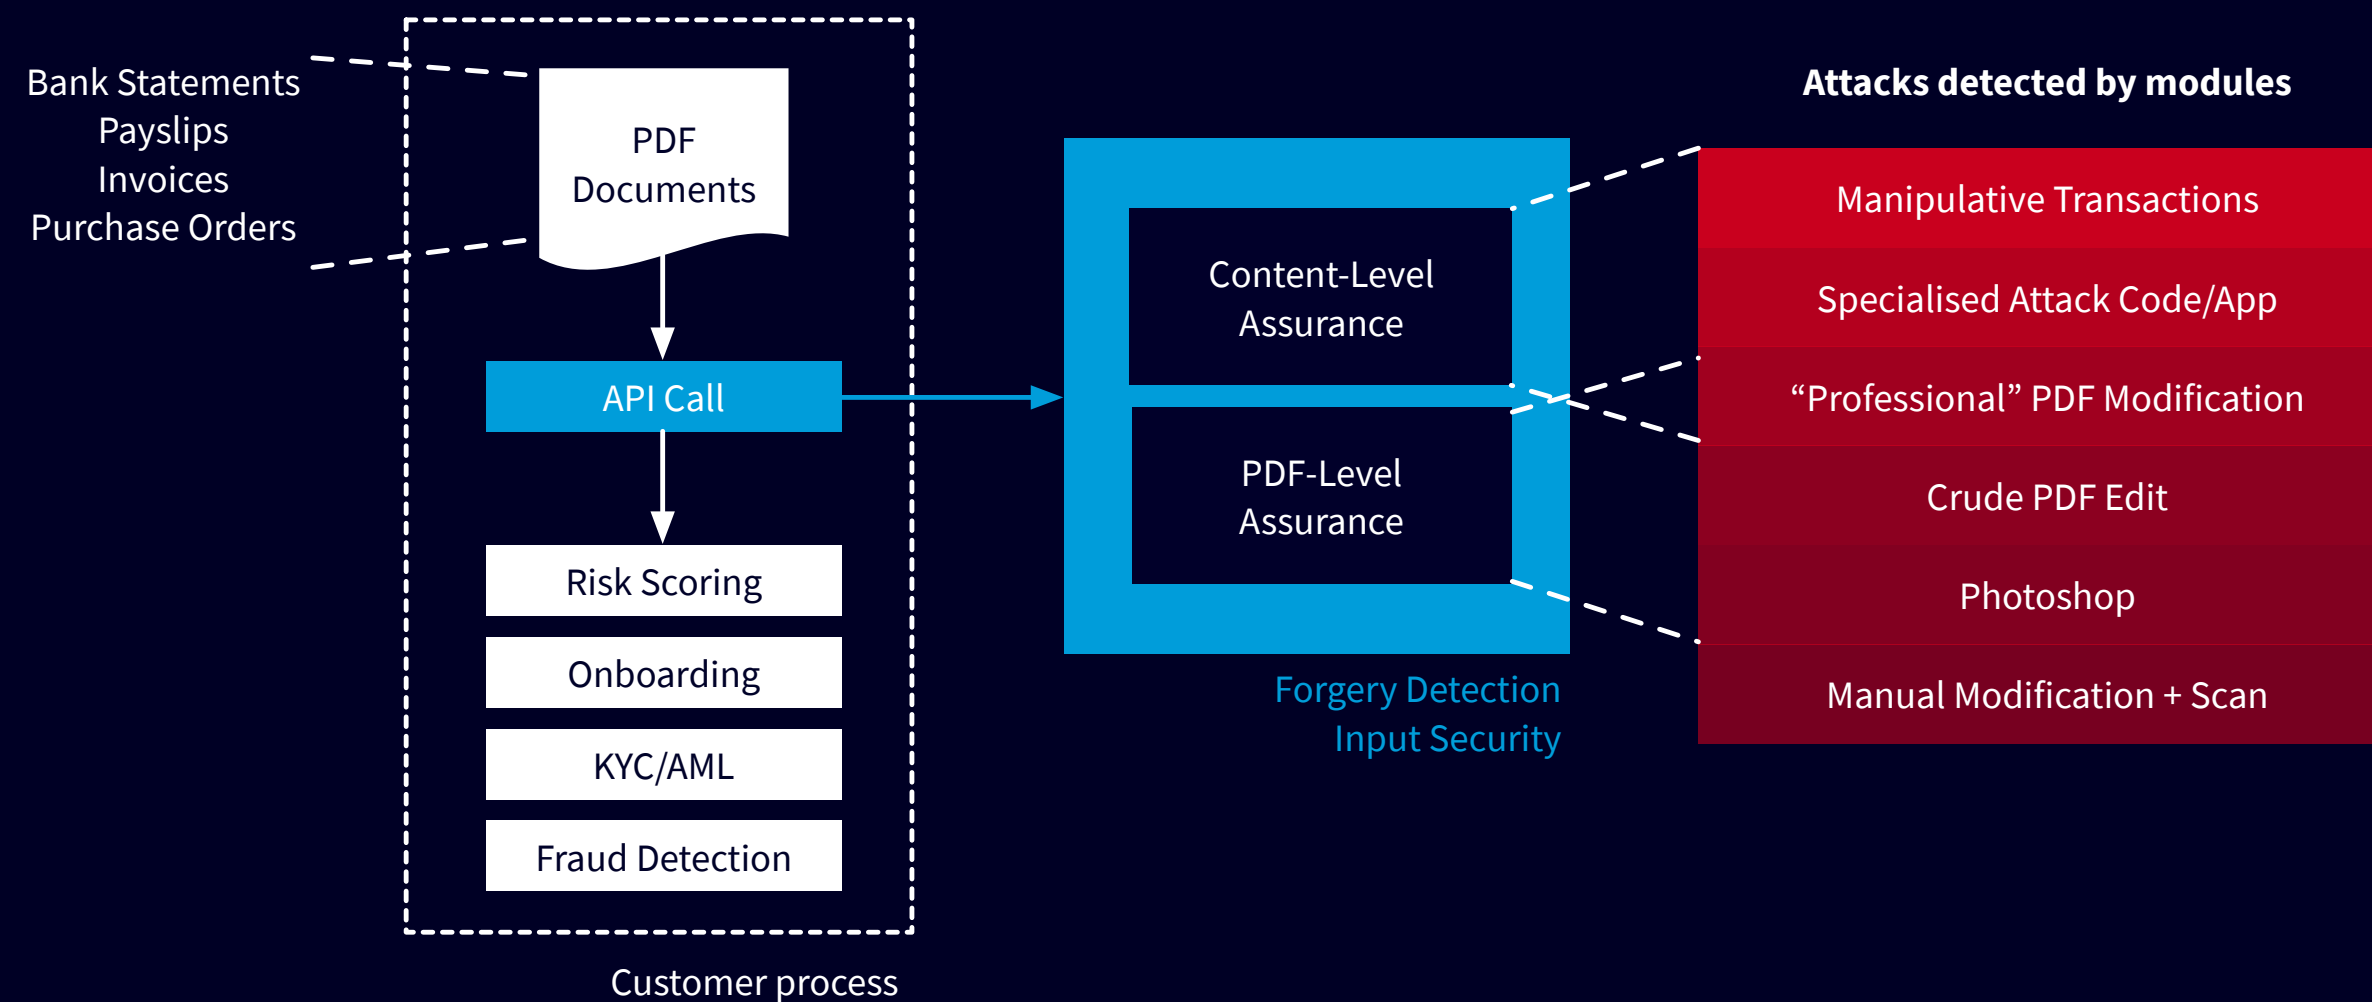 Bank Statements
Payslips
Invoices
Purchase Orders
PDF
Documents
API Call
Risk Scoring
Onboarding
KYC/AML
Fraud Detection
Customer process
Content-Level
Assurance
PDF-Level
Assurance
Forgery Detection
Input Security
Attacks detected by modules
Manipulative Transactions
Specialised Attack Code/App
“Professional” PDF Modification
Crude PDF Edit
Photoshop
Manual Modification + Scan